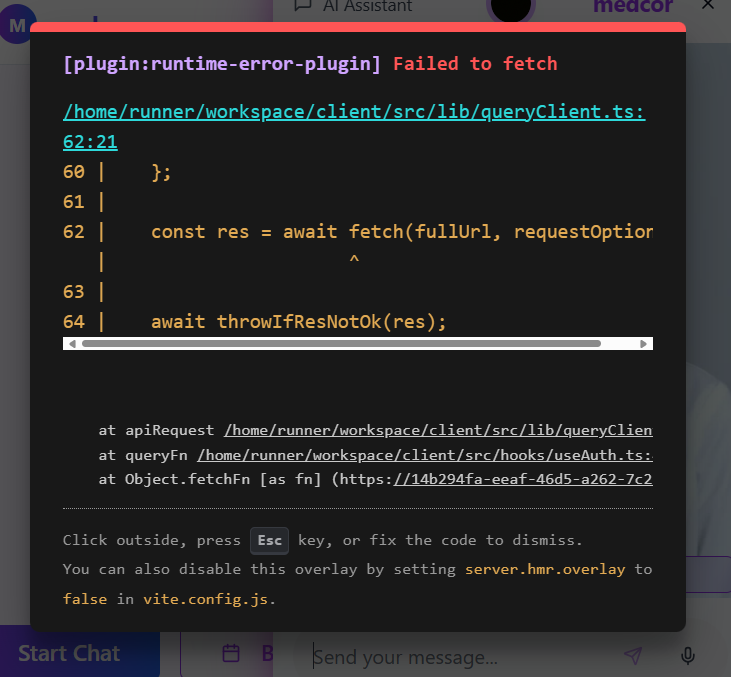 M
AI Assistant
medcor
[plugin:runtime-error-plugin] Failed to fetch
/home/runner/workspace/client/src/lib/queryClient.ts:
62:21
60 |    };
61 |
62 |    const res = await fetch(fullUrl, requestOption
   |                      ^
63 |
64 |    await throwIfResNotOk(res);
at apiRequest /home/runner/workspace/client/src/lib/queryClien
at queryFn /home/runner/workspace/client/src/hooks/useAuth.ts:
at Object.fetchFn [as fn] (https://14b294fa-eeaf-46d5-a262-7c2
Click outside, press Esc key, or fix the code to dismiss.
You can also disable this overlay by setting server.hmr.overlay to
false in vite.config.js.
Start Chat
B
Send your message...